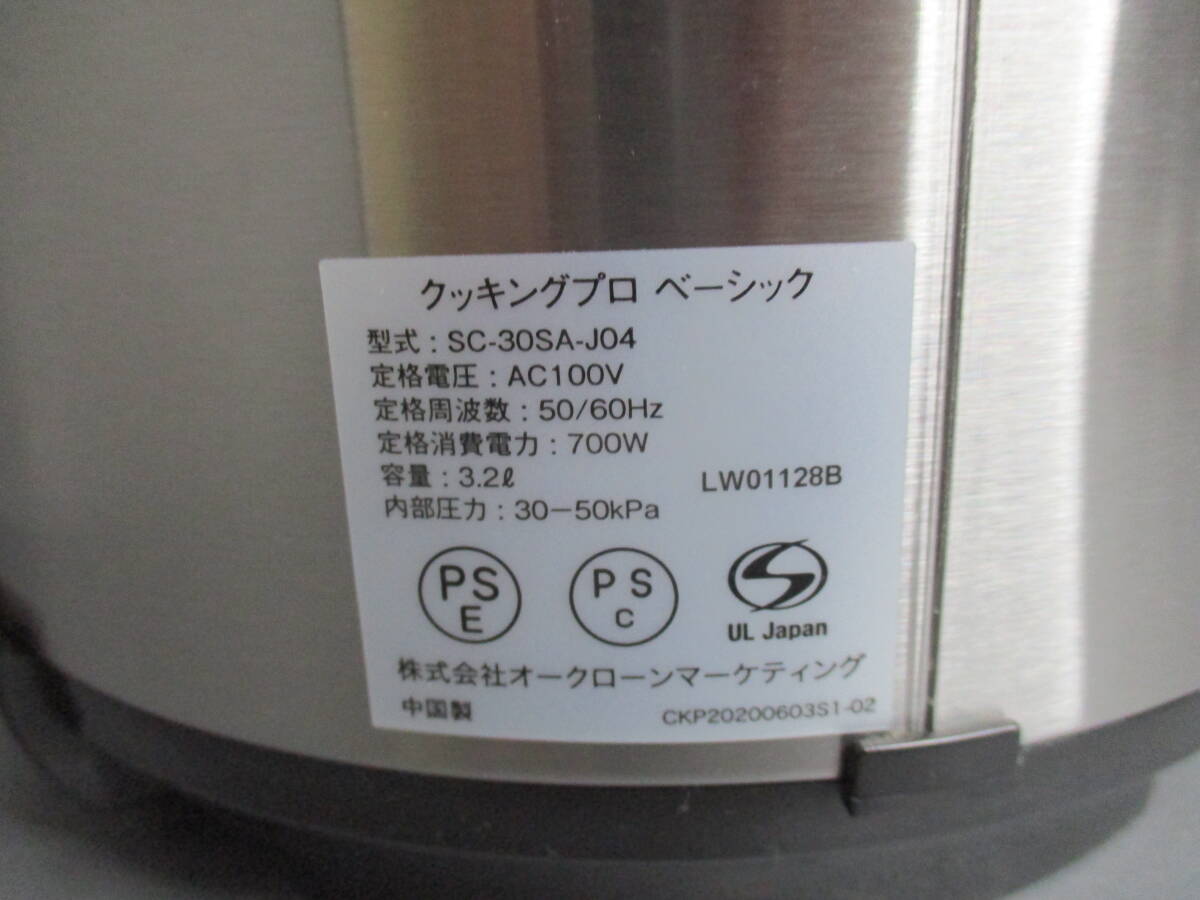 クッキングプロ ベーシック
型式：SC-30SA-J04
定格電圧：AC100V
定格周波数：50/60Hz
定格消費電力：700W
容量：3.2ℓ
LW01128B
内部圧力：30－50kPa
PS
E
PS
C
UL Japan
株式会社オークローンマーケティング
中国製
CKP20200603S1-02